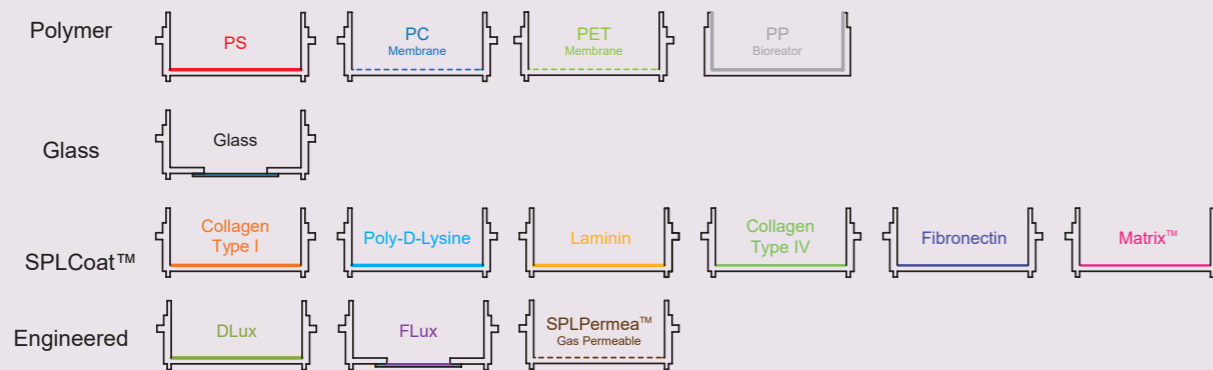 Polymer
PS
PC
Membrane
PET
Membrane
PP
Bioreator
Glass
Glass
SPLCoat™
Collagen
Type I
Poly-D-Lysine
Laminin
Collagen
Type IV
Fibronectin
Matrix™
Engineered
DLux
FLux
SPLPermea™
Gas Permeable